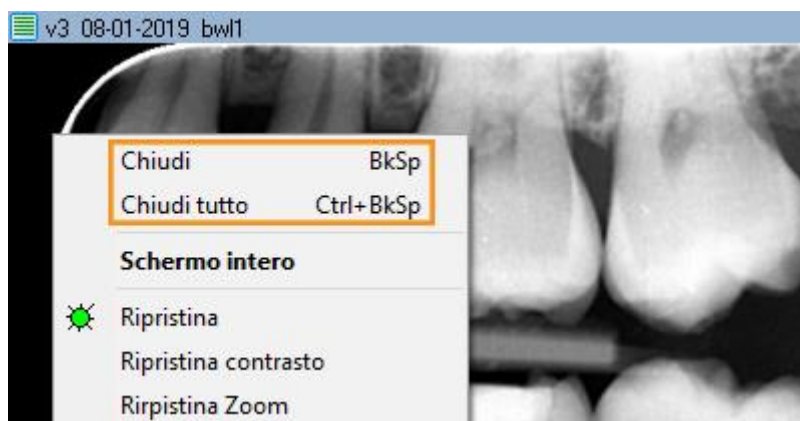 v3 08-01-2019 bwl1
Chiudi BkSp
Chiudi tutto Ctrl+BkSp
Schermo intero
Ripristina
Ripristina contrasto
Rirpistina Zoom